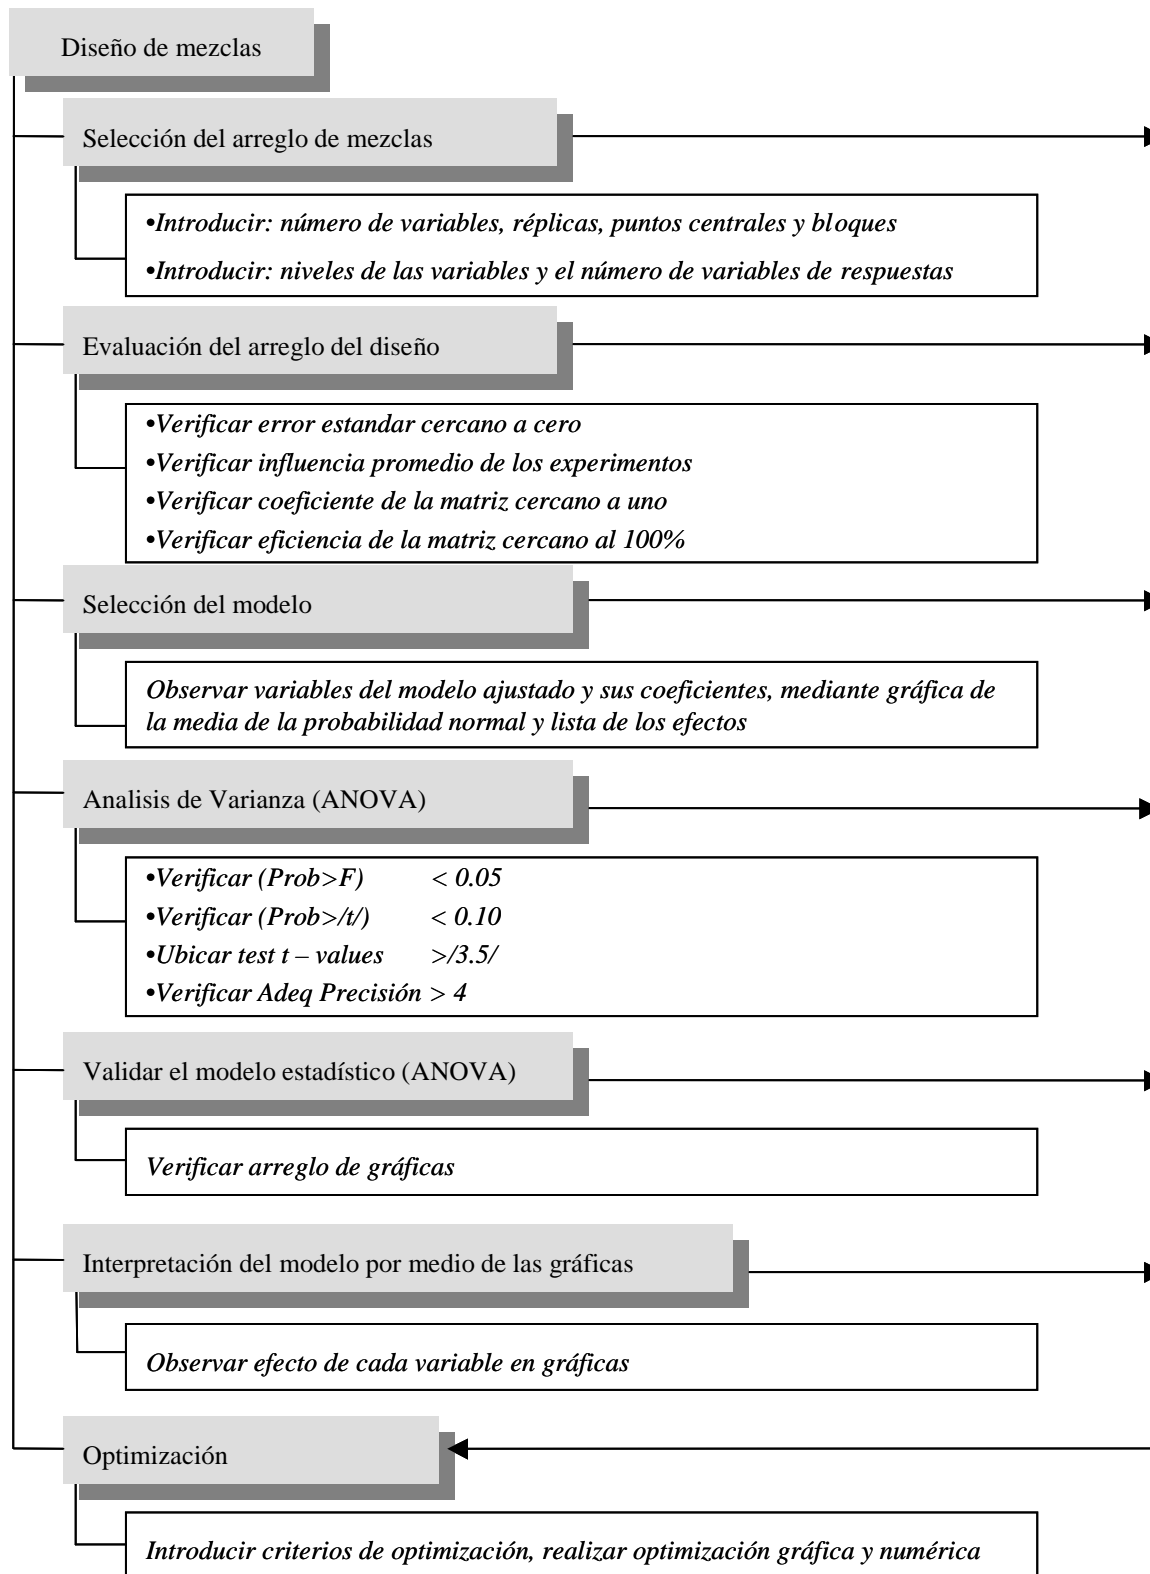 Diseño de mezclas
Selección del arreglo de mezclas
•Introducir: número de variables, réplicas, puntos centrales y bloques
•Introducir: niveles de las variables y el número de variables de respuestas
Evaluación del arreglo del diseño
•Verificar error estandar cercano a cero
•Verificar influencia promedio de los experimentos
•Verificar coeficiente de la matriz cercano a uno
•Verificar eficiencia de la matriz cercano al 100%
Selección del modelo
Observar variables del modelo ajustado y sus coeficientes, mediante gráfica de
la media de la probabilidad normal y lista de los efectos
Analisis de Varianza (ANOVA)
•Verificar (Prob>F) < 0.05
•Verificar (Prob>/t/) < 0.10
•Ubicar test t – values >/3.5/
•Verificar Adeq Precisión > 4
Validar el modelo estadístico (ANOVA)
Verificar arreglo de gráficas
Interpretación del modelo por medio de las gráficas
Observar efecto de cada variable en gráficas
Optimización
Introducir criterios de optimización, realizar optimización gráfica y numérica